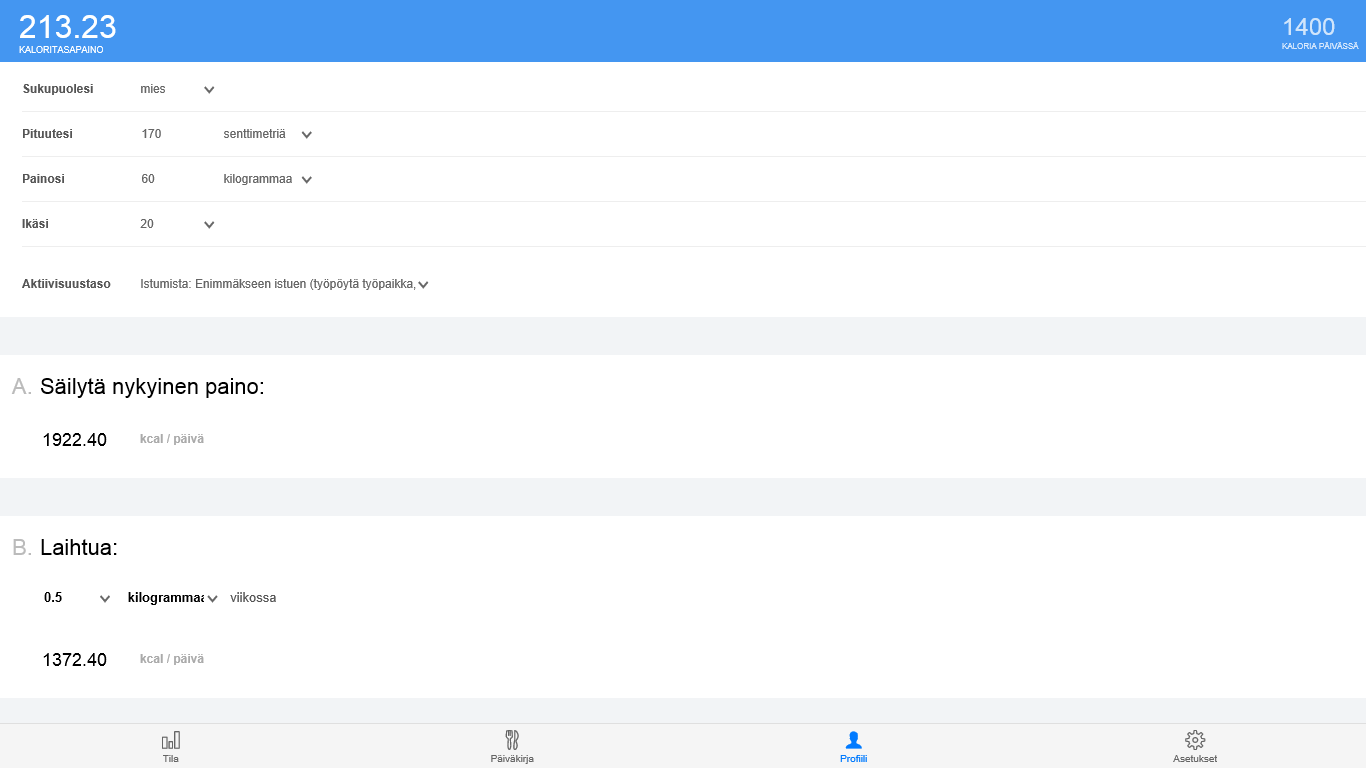 213.23
KALORITASAPAINO
1400
KALORIA PÄIVÄSSÄ
Sukupuolesi mies
Pituutesi 170 senttimetriä
Painosi 60 kilogrammaa
Ikäsi 20
Aktiivisuustaso Istumista: Enimmäkseen istuen (työpöytä työpaikka,
A. Säilytä nykyinen paino:
1922.40 kcal / päivä
B. Laihtua:
0.5 kilogrammaa viikossa
1372.40 kcal / päivä
Tila Päiväkirja Profiili Asetukset